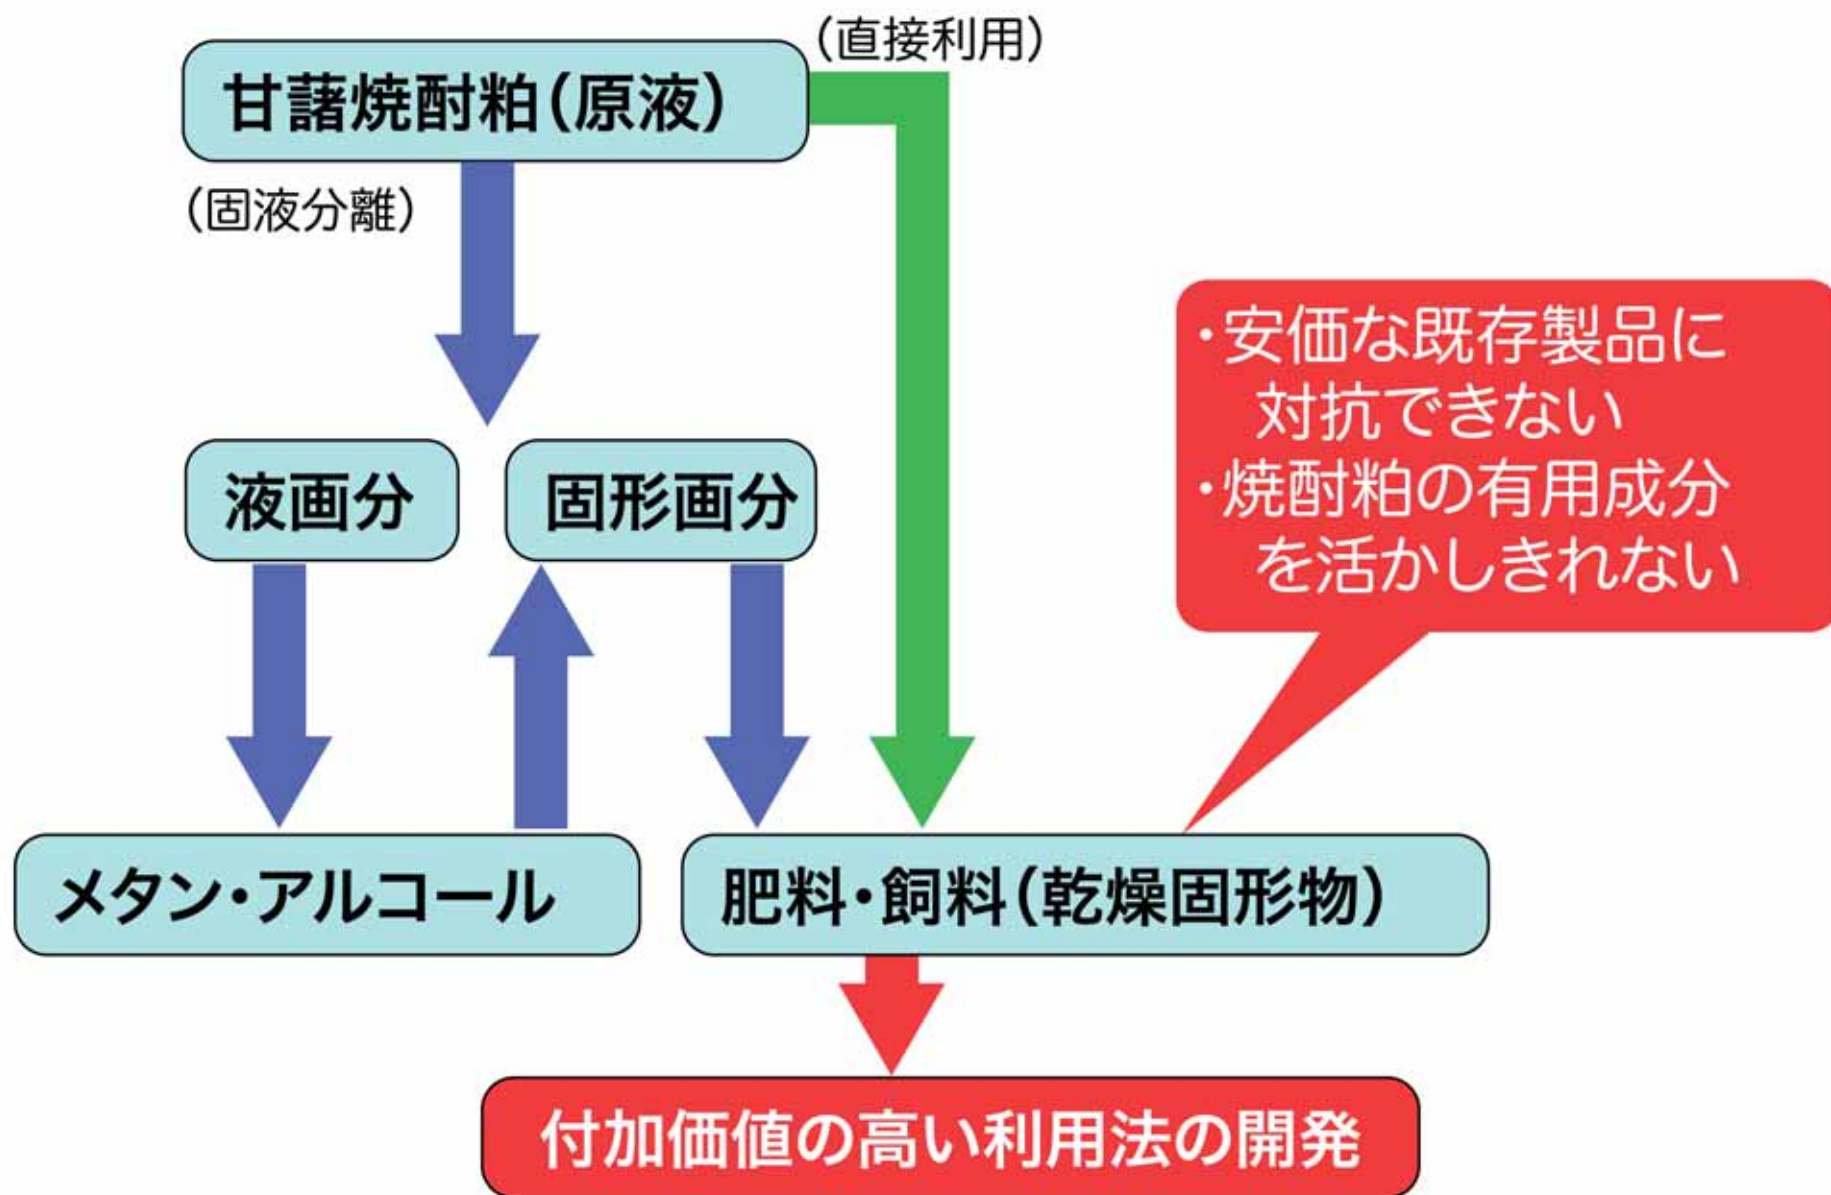 (直接利用)
甘藷焼酎粕(原液)
(固液分離)
・安価な既存製品に
対抗できない
・焼酎粕の有用成分
を活かしきれない
液画分
固形画分
メタン・アルコール
肥料・飼料(乾燥固形物)
付加価値の高い利用法の開発